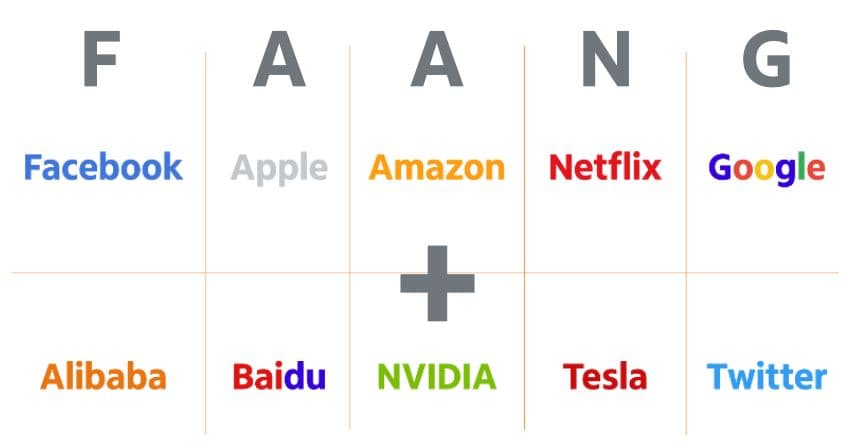 F A A N G
Facebook Apple Amazon Netflix Google
+
Alibaba Baidu NVIDIA Tesla Twitter